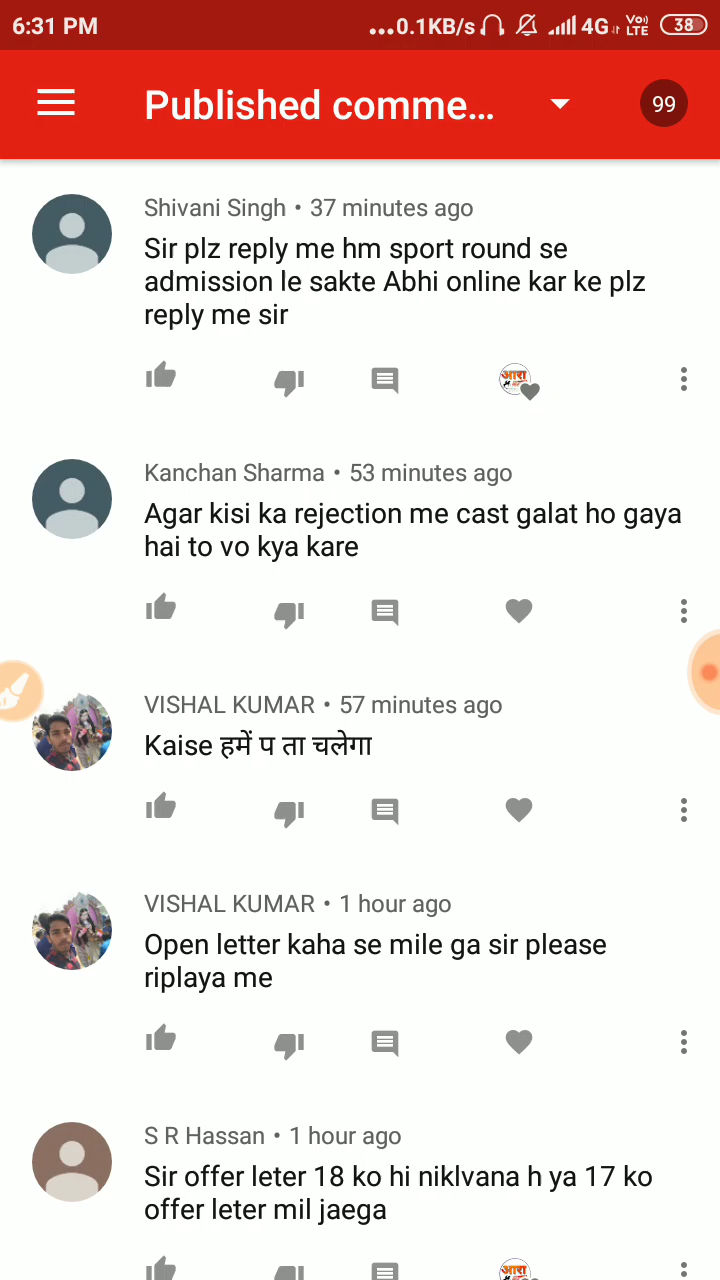 6:31 PM
...0.1KB/s 4G Vo)) LTE 38
Published comme...
99
Shivani Singh • 37 minutes ago
Sir plz reply me hm sport round se
admission le sakte Abhi online kar ke plz
reply me sir
आरा
Kanchan Sharma • 53 minutes ago
Agar kisi ka rejection me cast galat ho gaya
hai to vo kya kare
VISHAL KUMAR • 57 minutes ago
Kaise हमें प ता चलेगा
VISHAL KUMAR • 1 hour ago
Open letter kaha se mile ga sir please
riplaya me
S R Hassan • 1 hour ago
Sir offer leter 18 ko hi niklvana h ya 17 ko
offer leter mil jaega
आरा